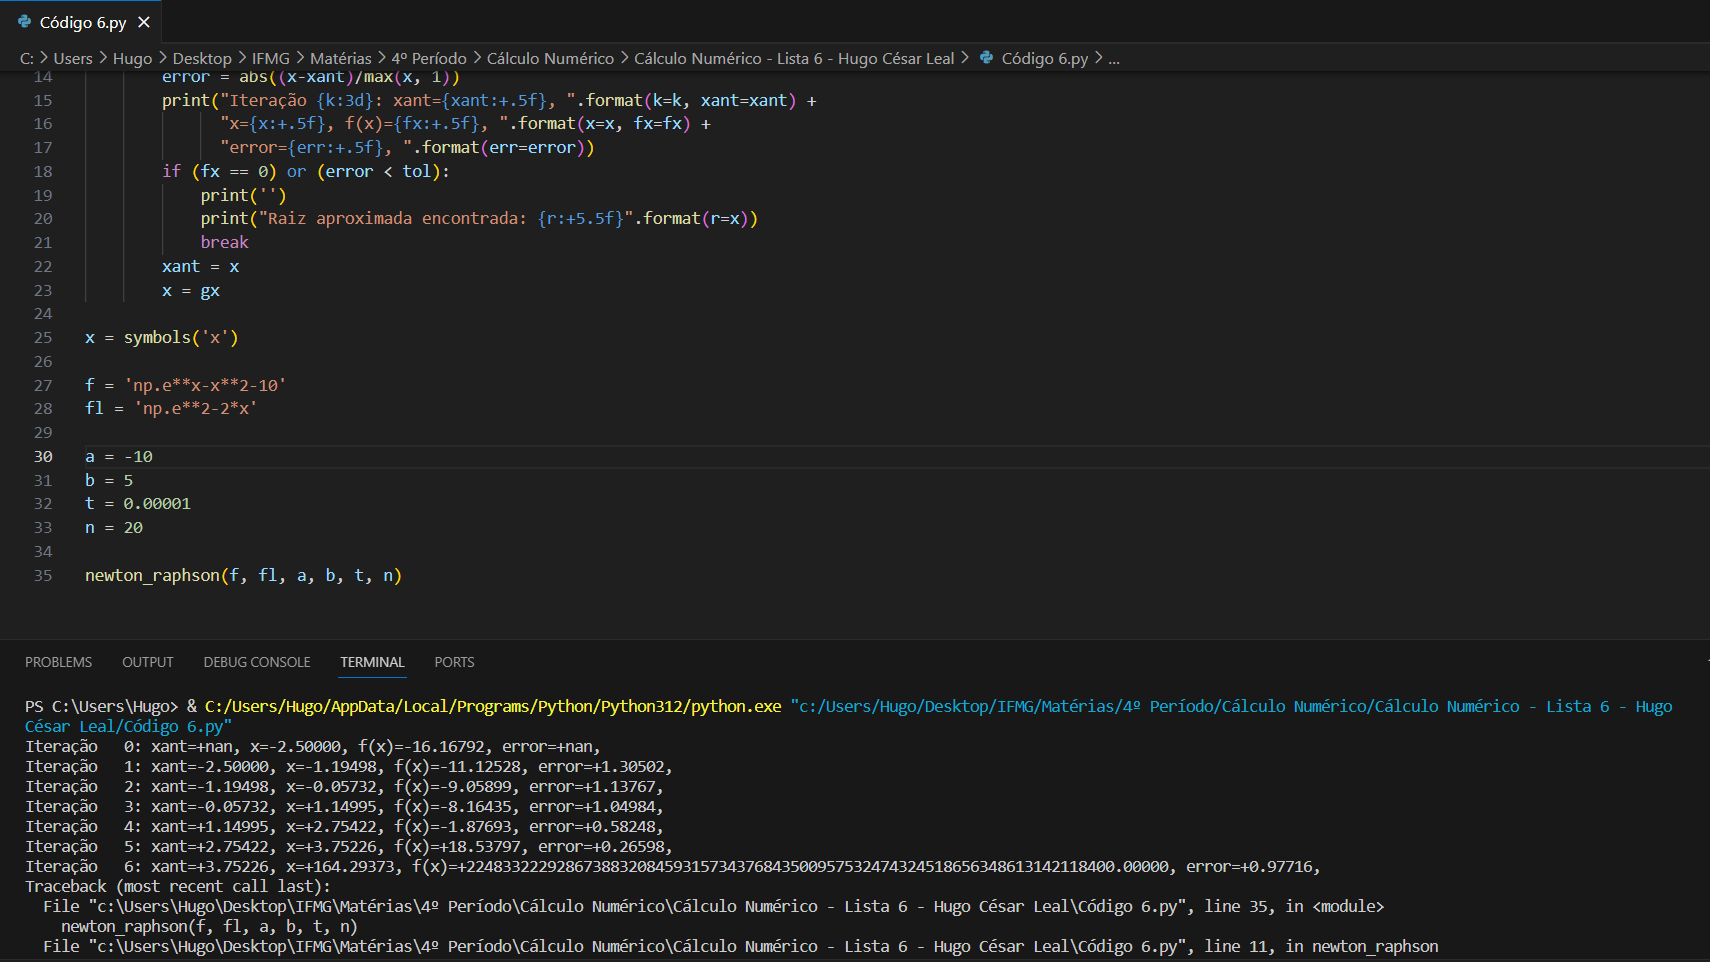 Código 6.py ×
C: > Users > Hugo > Desktop > IFMG > Matérias > 4º Período > Cálculo Numérico > Cálculo Numérico - Lista 6 - Hugo César Leal > Código 6.py > ...
14 error = abs((x-xant)/max(x, 1))
15 print("Iteração {k:3d}: xant={xant:+.5f}, ".format(k=k, xant=xant) +
16 "x={x:+.5f}, f(x)={fx:+.5f}, ".format(x=x, fx=fx) +
17 "error={err:+.5f}, ".format(err=error))
18 if (fx == 0) or (error < tol):
19 print('')
20 print("Raiz aproximada encontrada: {r:+5.5f}".format(r=x))
21 break
22 xant = x
23 x = gx
24
25 x = symbols('x')
26
27 f = 'np.e**x-x**2-10'
28 fl = 'np.e**2-2*x'
29
30 a = -10
31 b = 5
32 t = 0.00001
33 n = 20
34
35 newton_raphson(f, fl, a, b, t, n)
PROBLEMS OUTPUT DEBUG CONSOLE TERMINAL PORTS
PS C:\Users\Hugo> & C:/Users/Hugo/AppData/Local/Programs/Python/Python312/python.exe "c:/Users/Hugo/Desktop/IFMG/Matérias/4º Período/Cálculo Numérico/Cálculo Numérico - Lista 6 - Hugo
César Leal/Código 6.py"
Iteração   0: xant=+nan, x=-2.50000, f(x)=-16.16792, error=+nan,
Iteração   1: xant=-2.50000, x=-1.19498, f(x)=-11.12528, error=+1.30502,
Iteração   2: xant=-1.19498, x=-0.05732, f(x)=-9.05899, error=+1.13767,
Iteração   3: xant=-0.05732, x=+1.14995, f(x)=-8.16435, error=+1.04984,
Iteração   4: xant=+1.14995, x=+2.75422, f(x)=-1.87693, error=+0.58248,
Iteração   5: xant=+2.75422, x=+3.75226, f(x)=+18.53797, error=+0.26598,
Iteração   6: xant=+3.75226, x=+164.29373, f(x)=+224833222928673883208459315734376843500957532474324518656348613142118400.00000, error=+0.97716,
Traceback (most recent call last):
File "c:\Users\Hugo\Desktop\IFMG\Matérias\4º Período\Cálculo Numérico\Cálculo Numérico - Lista 6 - Hugo César Leal\Código 6.py", line 35, in <module>
newton_raphson(f, fl, a, b, t, n)
File "c:\Users\Hugo\Desktop\IFMG\Matérias\4º Período\Cálculo Numérico\Cálculo Numérico - Lista 6 - Hugo César Leal\Código 6.py", line 11, in newton_raphson